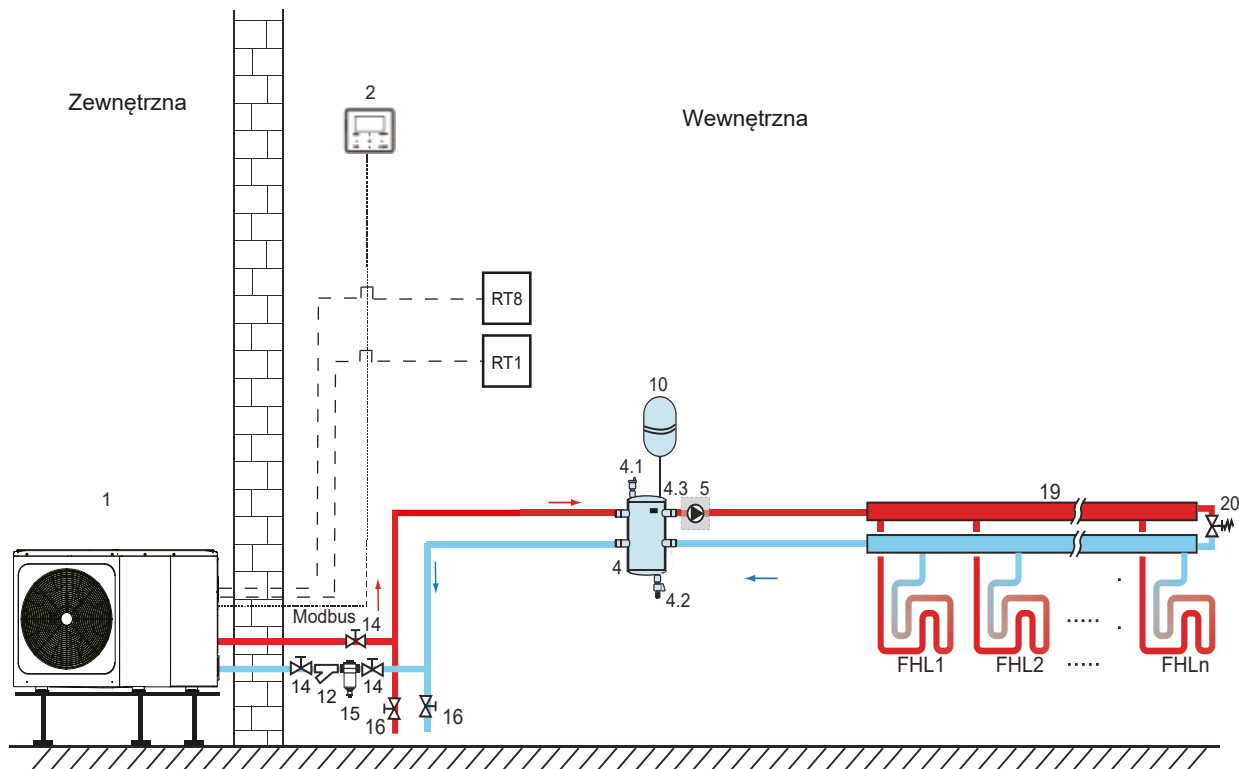 Zewnętrzna
2
Wewnętrzna
RT8
RT1
10
4.1
4.3
5
19
20
1
4
4.2
Modbus
14
14
12
15
14
16
16
FHL1
FHL2
.....
.....
FHLn